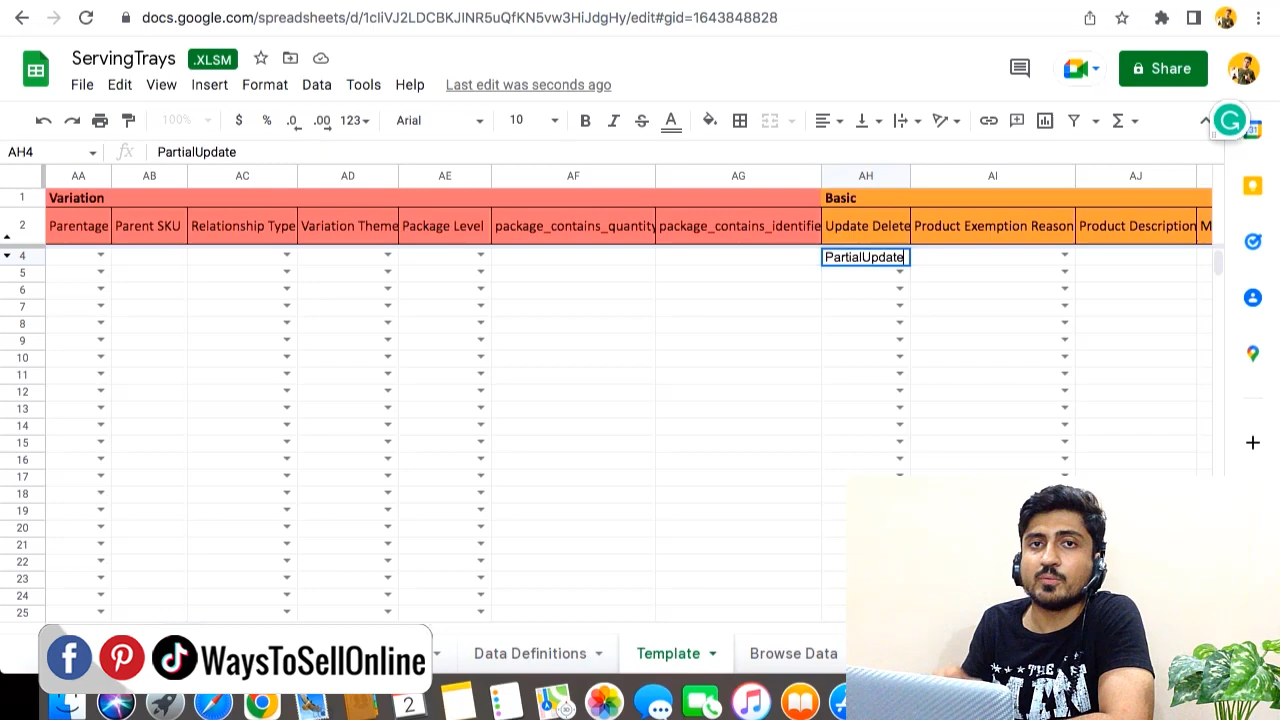 docs.google.com/spreadsheets/d/1cIiVJ2LDCBKJINR5uQfKN5vw3HiJdgHy/edit#gid=1643848828
ServingTrays .XLSM
File Edit View Insert Format Data Tools Help Last edit was seconds ago
Share
100% $ % .0 .00 123 Arial 10 B I S A
AH4 fx PartialUpdate
AA AB AC AD AE AF AG AH AI AJ
1 Variation Basic
2 Parentage Parent SKU Relationship Type Variation Theme Package Level package_contains_quantity package_contains_identifie Update Delete Product Exemption Reason Product Description M
4 PartialUpdate
5
6
7
8
9
10
11
12
13
14
15
16
17
18
19
20
21
22
23
24
25
WaysToSellOnline
Data Definitions Template Browse Data
2